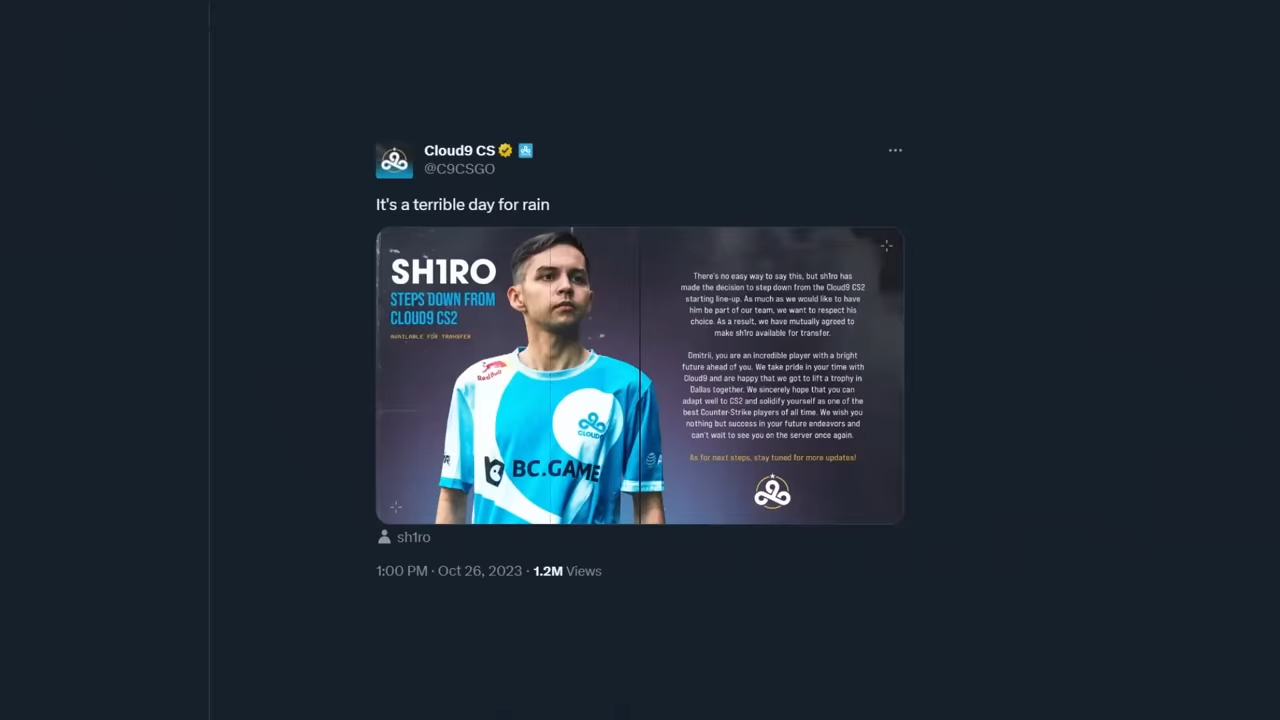 Cloud9 CS
@C9CSGO
It's a terrible day for rain
SH1RO
STEPS DOWN FROM
CLOUD9 CS2
AVAILABLE FOR TRANSFER
Red Bull
CLOUD9
BC.GAME
There's no easy way to say this, but sh1ro has
made the decision to step down from the Cloud9 CS2
starting line-up. As much as we would like to have
him be part of our team, we want to respect his
choice. As a result, we have mutually agreed to
make sh1ro available for transfer.
Dmitrii, you are an incredible player with a bright
future ahead of you. We take pride in your time with
Cloud9 and are happy that we got to lift a trophy in
Dallas together. We sincerely hope that you can
adapt well to CS2 and solidify yourself as one of the
best Counter-Strike players of all time. We wish you
nothing but success in your future endeavors and
can't wait to see you on the server once again.
As for next steps, stay tuned for more updates!
sh1ro
1:00 PM · Oct 26, 2023 · 1.2M Views